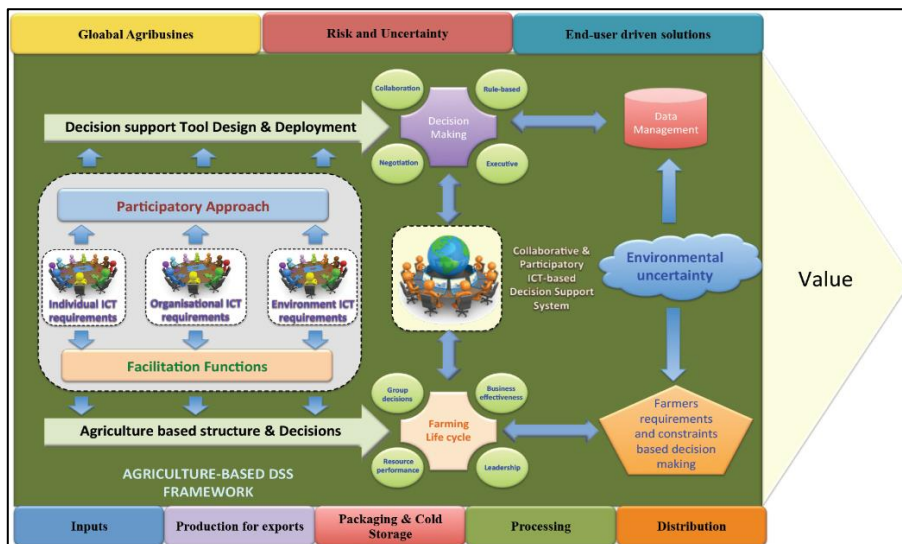 Gloabal Agribusines
Risk and Uncertainty
End-user driven solutions
Collaboration
Rule-based
Decision support Tool Design & Deployment
Decision
Making
Data
Management
Negotiation
Executive
Participatory Approach
Individual ICT
requirements
Organisational ICT
requirements
Environment ICT
requirements
Collaborative &
Participatory
ICT-based
Decision Support
System
Environmental
uncertainty
Value
Facilitation Functions
Group
decisions
Business
effectiveness
Agriculture based structure & Decisions
Farming
Life cycle
Farmers
requirements
and constraints
based decision
making
Resource
performance
Leadership
AGRICULTURE-BASED DSS
FRAMEWORK
Inputs
Production for exports
Packaging & Cold
Storage
Processing
Distribution